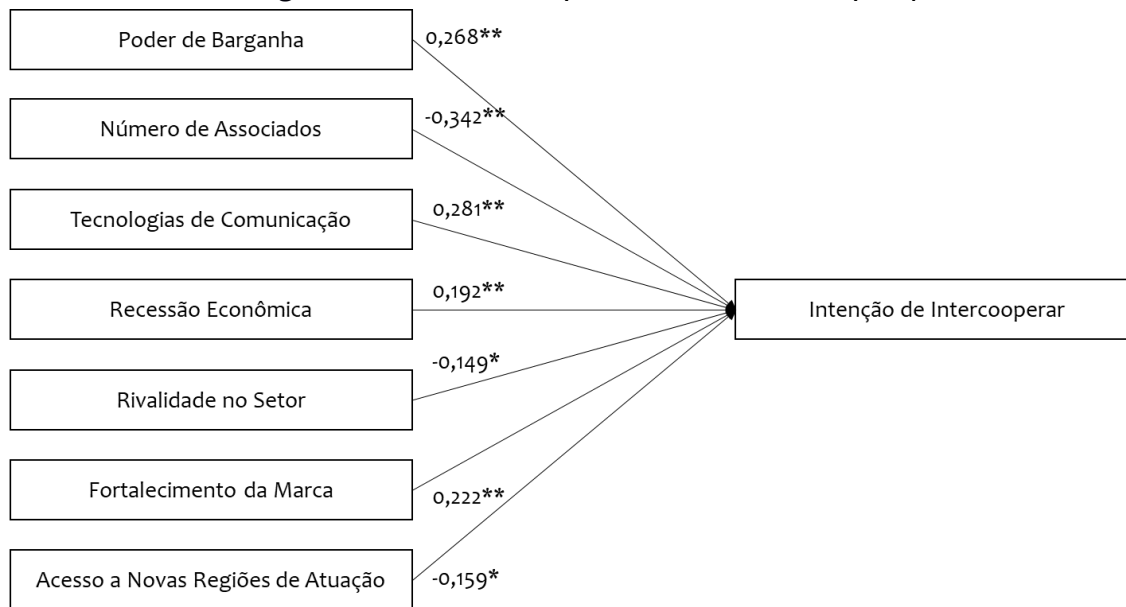 Poder de Barganha
0,268**
Número de Associados
-0,342**
Tecnologias de Comunicação
0,281**
Recessão Econômica
0,192**
Intenção de Intercooperar
Rivalidade no Setor
-0,149*
Fortalecimento da Marca
0,222**
Acesso a Novas Regiões de Atuação
-0,159*